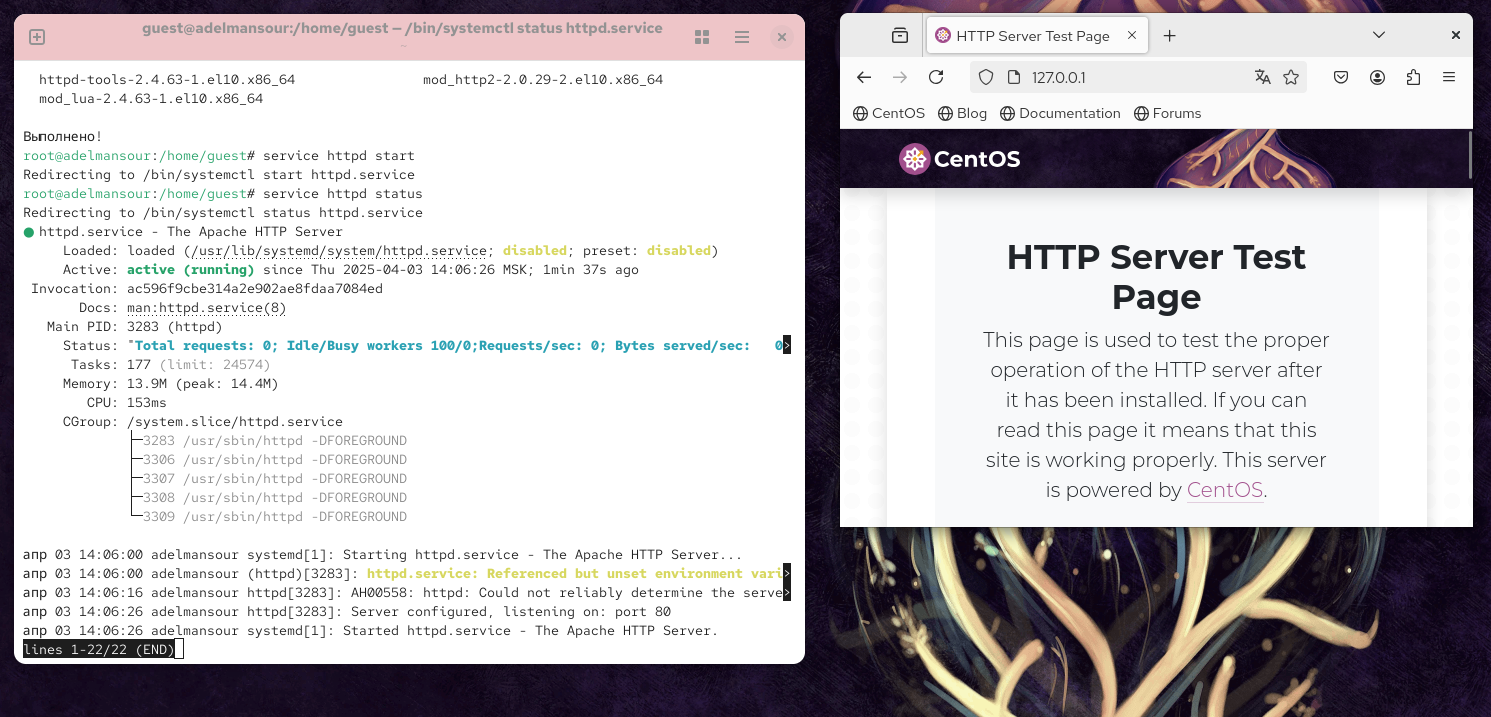 guest@adelmansour:/home/guest — /bin/systemctl status httpd.service
httpd-tools-2.4.63-1.el10.x86_64 mod_http2-2.0.29-2.el10.x86_64
mod_lua-2.4.63-1.el10.x86_64
Выполнено!
root@adelmansour:/home/guest# service httpd start
Redirecting to /bin/systemctl start httpd.service
root@adelmansour:/home/guest# service httpd status
Redirecting to /bin/systemctl status httpd.service
● httpd.service - The Apache HTTP Server
Loaded: loaded (/usr/lib/systemd/system/httpd.service; disabled; preset: disabled)
Active: active (running) since Thu 2025-04-03 14:06:26 MSK; 1min 37s ago
Invocation: ac596f9cbe314a2e902ae8fdaa7084ed
Docs: man:httpd.service(8)
Main PID: 3283 (httpd)
Status: "Total requests: 0; Idle/Busy workers 100/0;Requests/sec: 0; Bytes served/sec:   0>
Tasks: 177 (limit: 24574)
Memory: 13.9M (peak: 14.4M)
CPU: 153ms
CGroup: /system.slice/httpd.service
├─3283 /usr/sbin/httpd -DFOREGROUND
├─3306 /usr/sbin/httpd -DFOREGROUND
├─3307 /usr/sbin/httpd -DFOREGROUND
├─3308 /usr/sbin/httpd -DFOREGROUND
└─3309 /usr/sbin/httpd -DFOREGROUND
апр 03 14:06:00 adelmansour systemd[1]: Starting httpd.service - The Apache HTTP Server...
апр 03 14:06:00 adelmansour (httpd)[3283]: httpd.service: Referenced but unset environment vari>
апр 03 14:06:16 adelmansour httpd[3283]: AH00558: httpd: Could not reliably determine the serve>
апр 03 14:06:26 adelmansour httpd[3283]: Server configured, listening on: port 80
апр 03 14:06:26 adelmansour systemd[1]: Started httpd.service - The Apache HTTP Server.
lines 1-22/22 (END)
HTTP Server Test Page
127.0.0.1
CentOS Blog Documentation Forums
CentOS
HTTP Server Test
Page
This page is used to test the proper
operation of the HTTP server after
it has been installed. If you can
read this page it means that this
site is working properly. This server
is powered by CentOS.